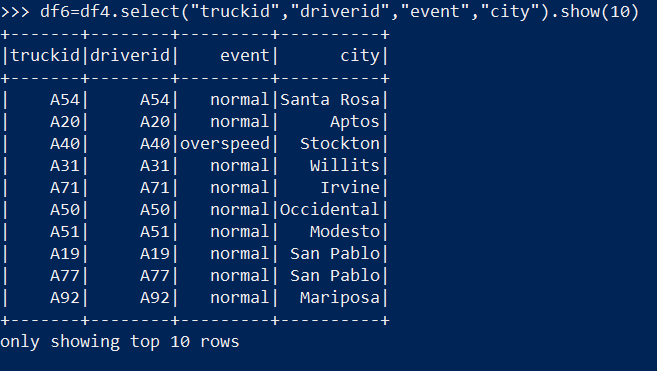 >>> df6=df4.select("truckid","driverid","event","city").show(10)
+-------+--------+---------+----------+
|truckid|driverid|    event|      city|
+-------+--------+---------+----------+
|    A54|     A54|   normal|Santa Rosa|
|    A20|     A20|   normal|     Aptos|
|    A40|     A40|overspeed|  Stockton|
|    A31|     A31|   normal|   Willits|
|    A71|     A71|   normal|    Irvine|
|    A50|     A50|   normal|Occidental|
|    A51|     A51|   normal|   Modesto|
|    A19|     A19|   normal| San Pablo|
|    A77|     A77|   normal| San Pablo|
|    A92|     A92|   normal|  Mariposa|
+-------+--------+---------+----------+
only showing top 10 rows